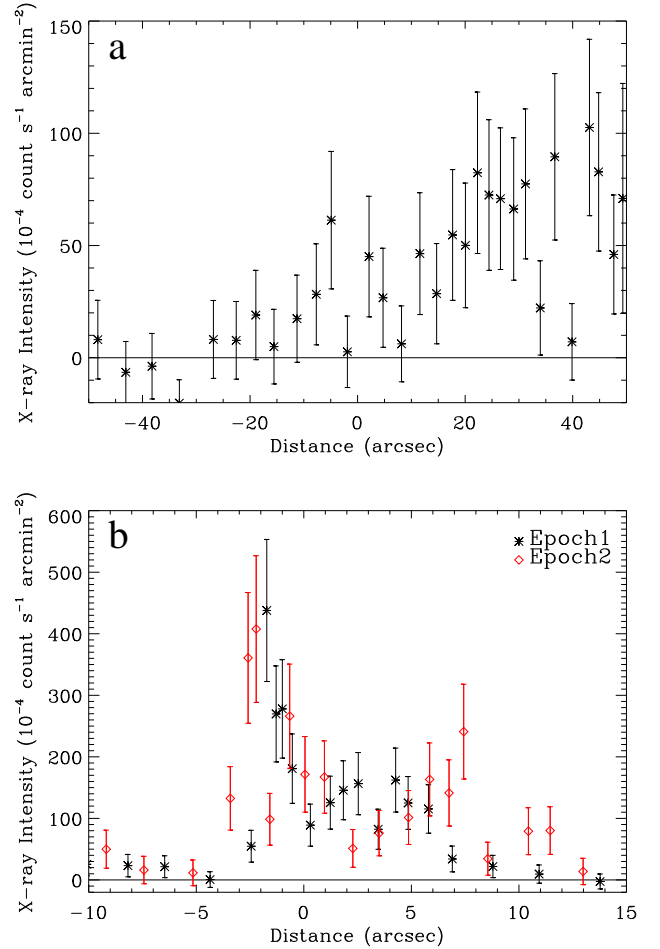 a
X-ray Intensity (10⁻⁴ count s⁻¹ arcmin⁻²)
150
100
50
0
-40 -20 0 20 40
Distance (arcsec)
b
Epoch1
Epoch2
X-ray Intensity (10⁻⁴ count s⁻¹ arcmin⁻²)
600
500
400
300
200
100
0
-10 -5 0 5 10 15
Distance (arcsec)